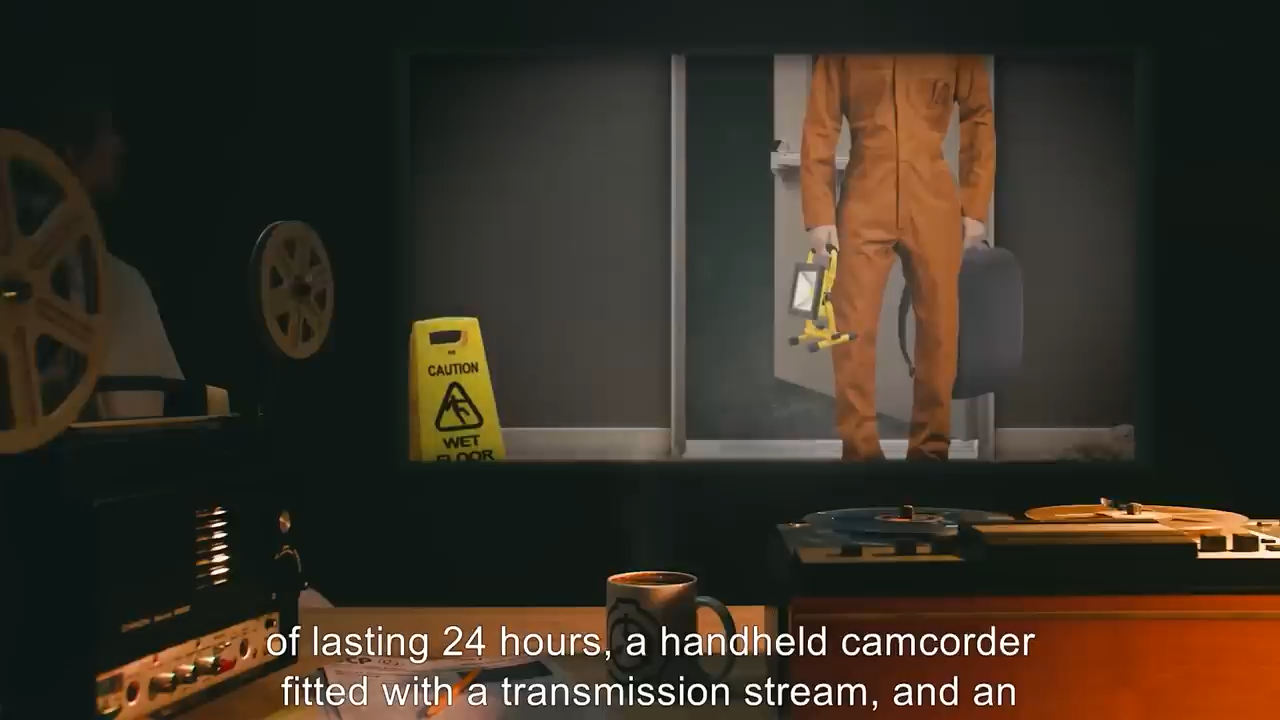 CAUTION
WET
FLOOR
of lasting 24 hours, a handheld camcorder
fitted with a transmission stream, and an